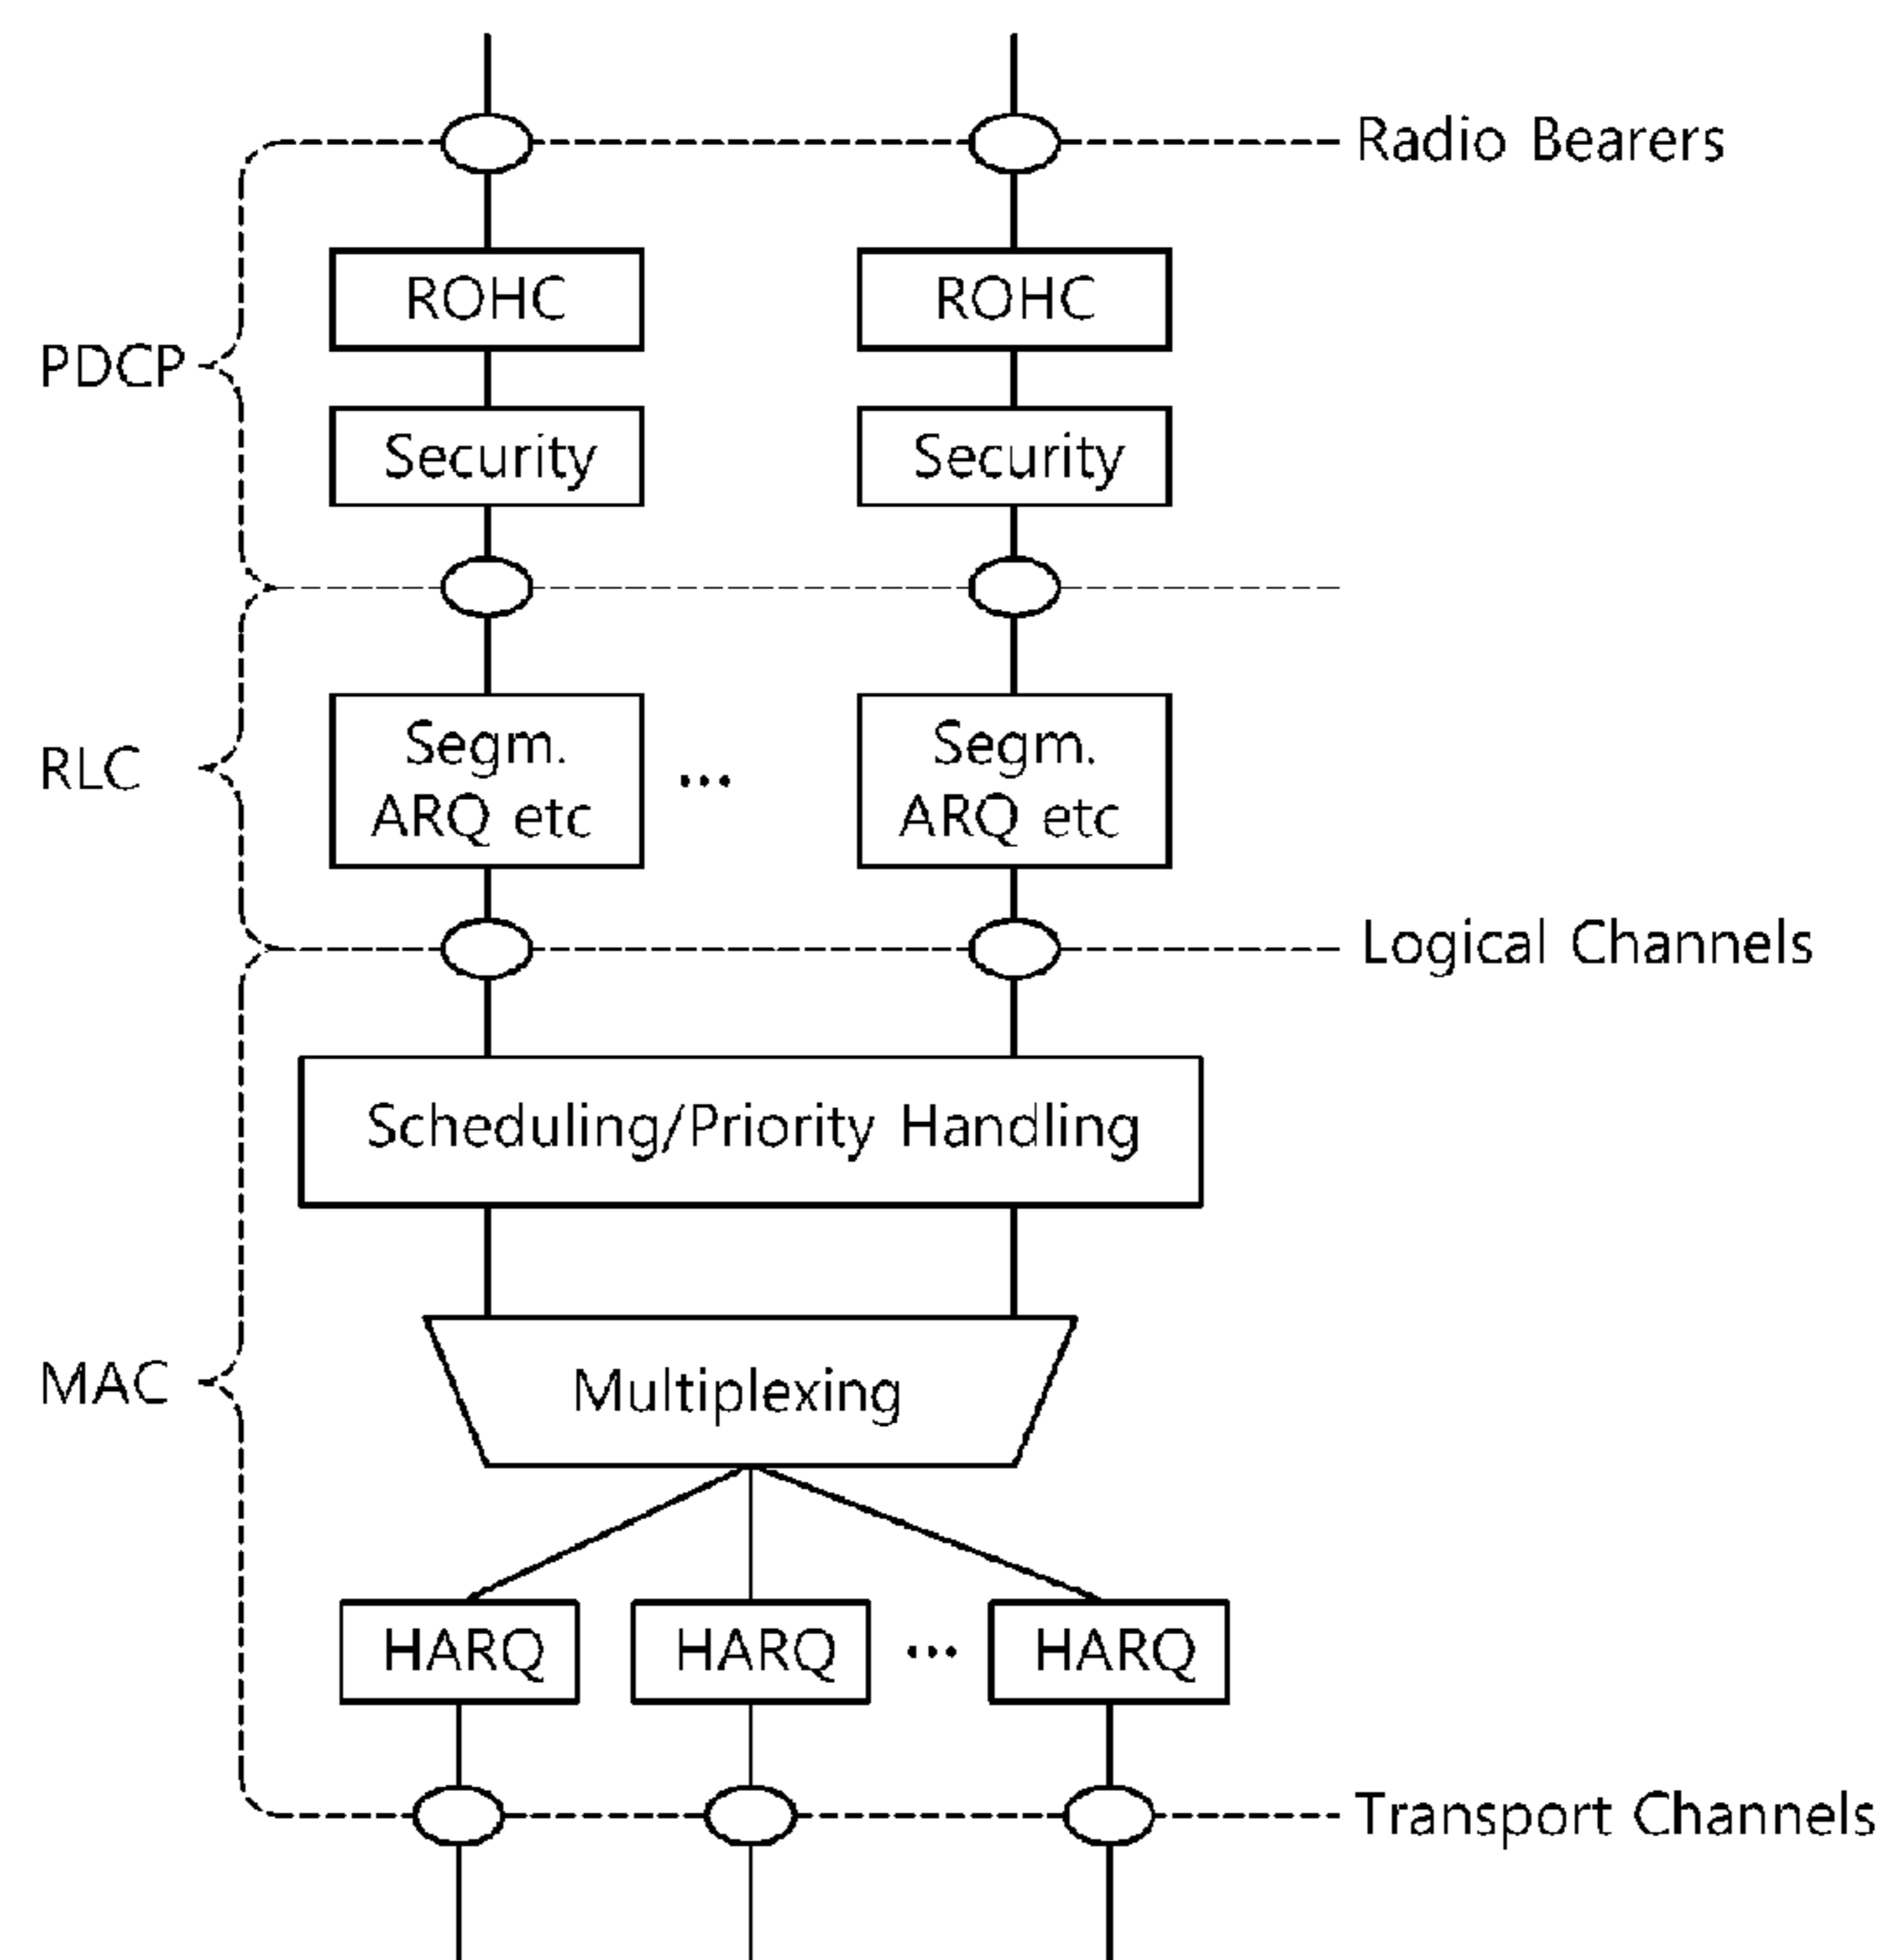 Radio Bearers
ROHC ROHC
PDCP
Security Security
Segm. Segm.
RLC ...
ARQ etc ARQ etc
Logical Channels
Scheduling/Priority Handling
MAC
Multiplexing
HARQ HARQ ... HARQ
Transport Channels